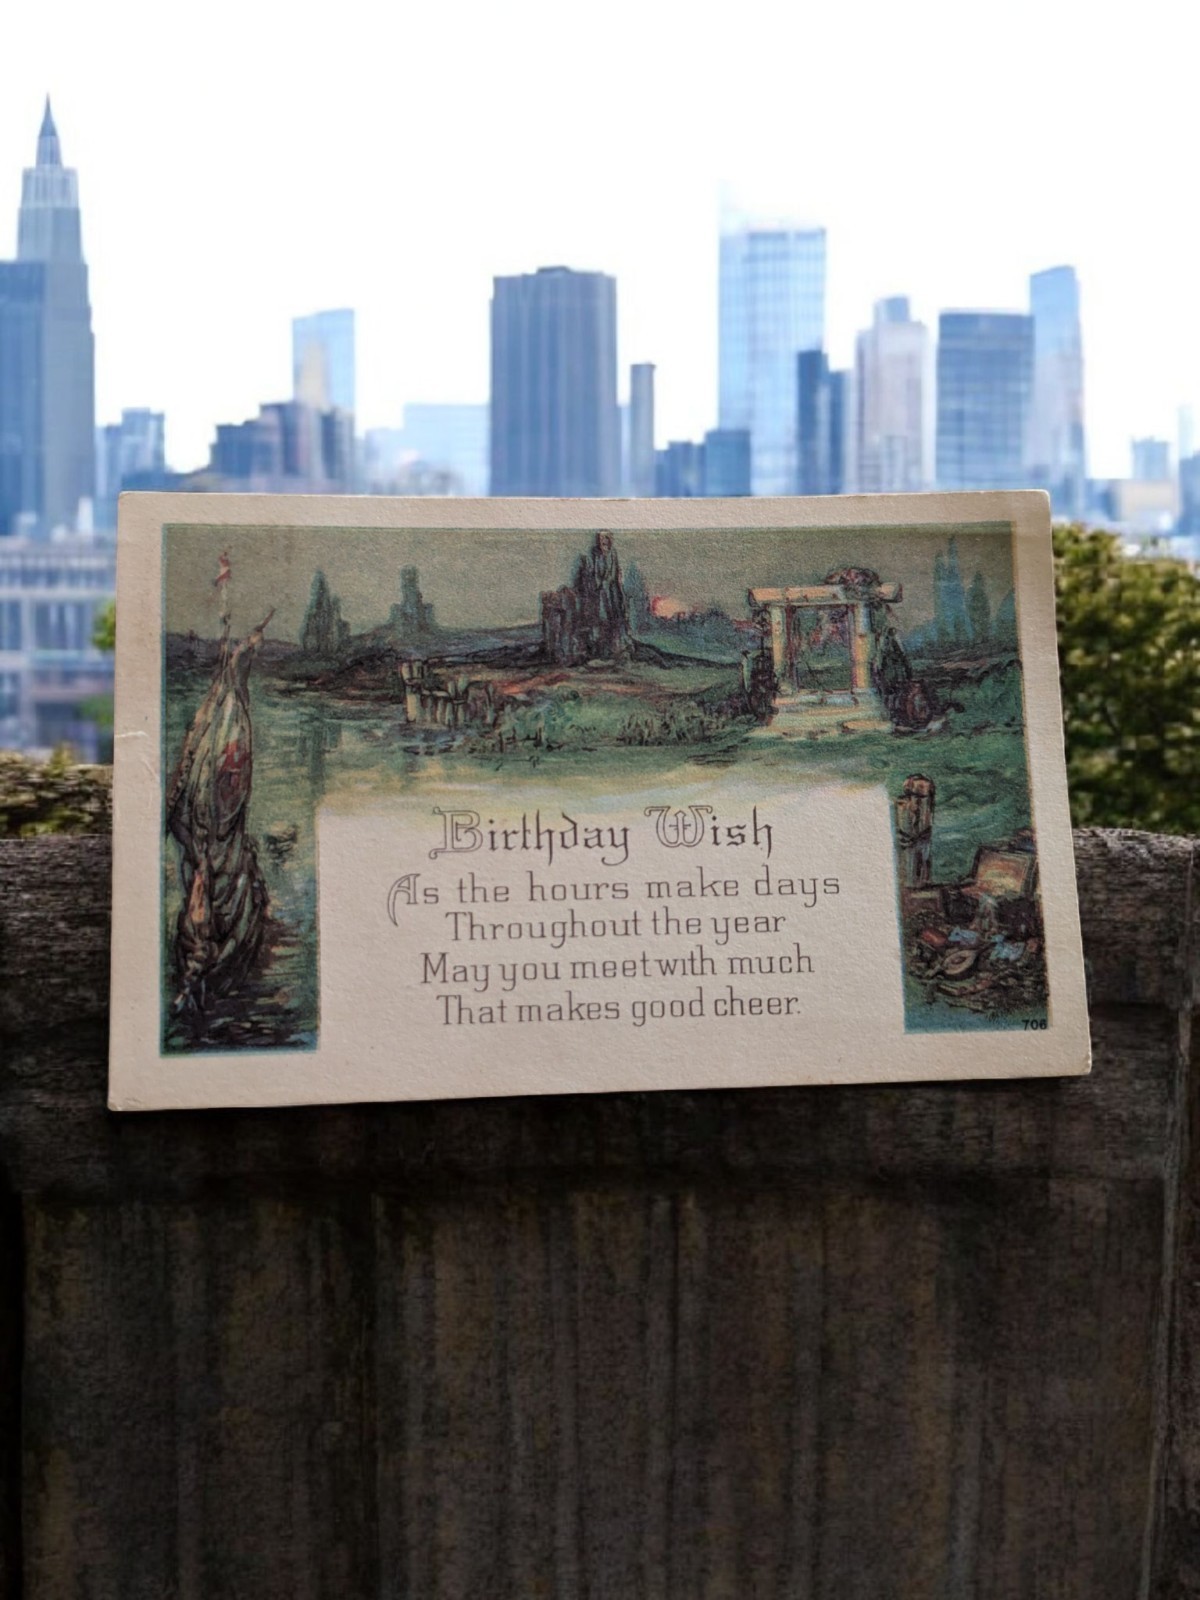 Birthday Wish
As the hours make days
Throughout the year
May you meet with much
That makes good cheer.
706